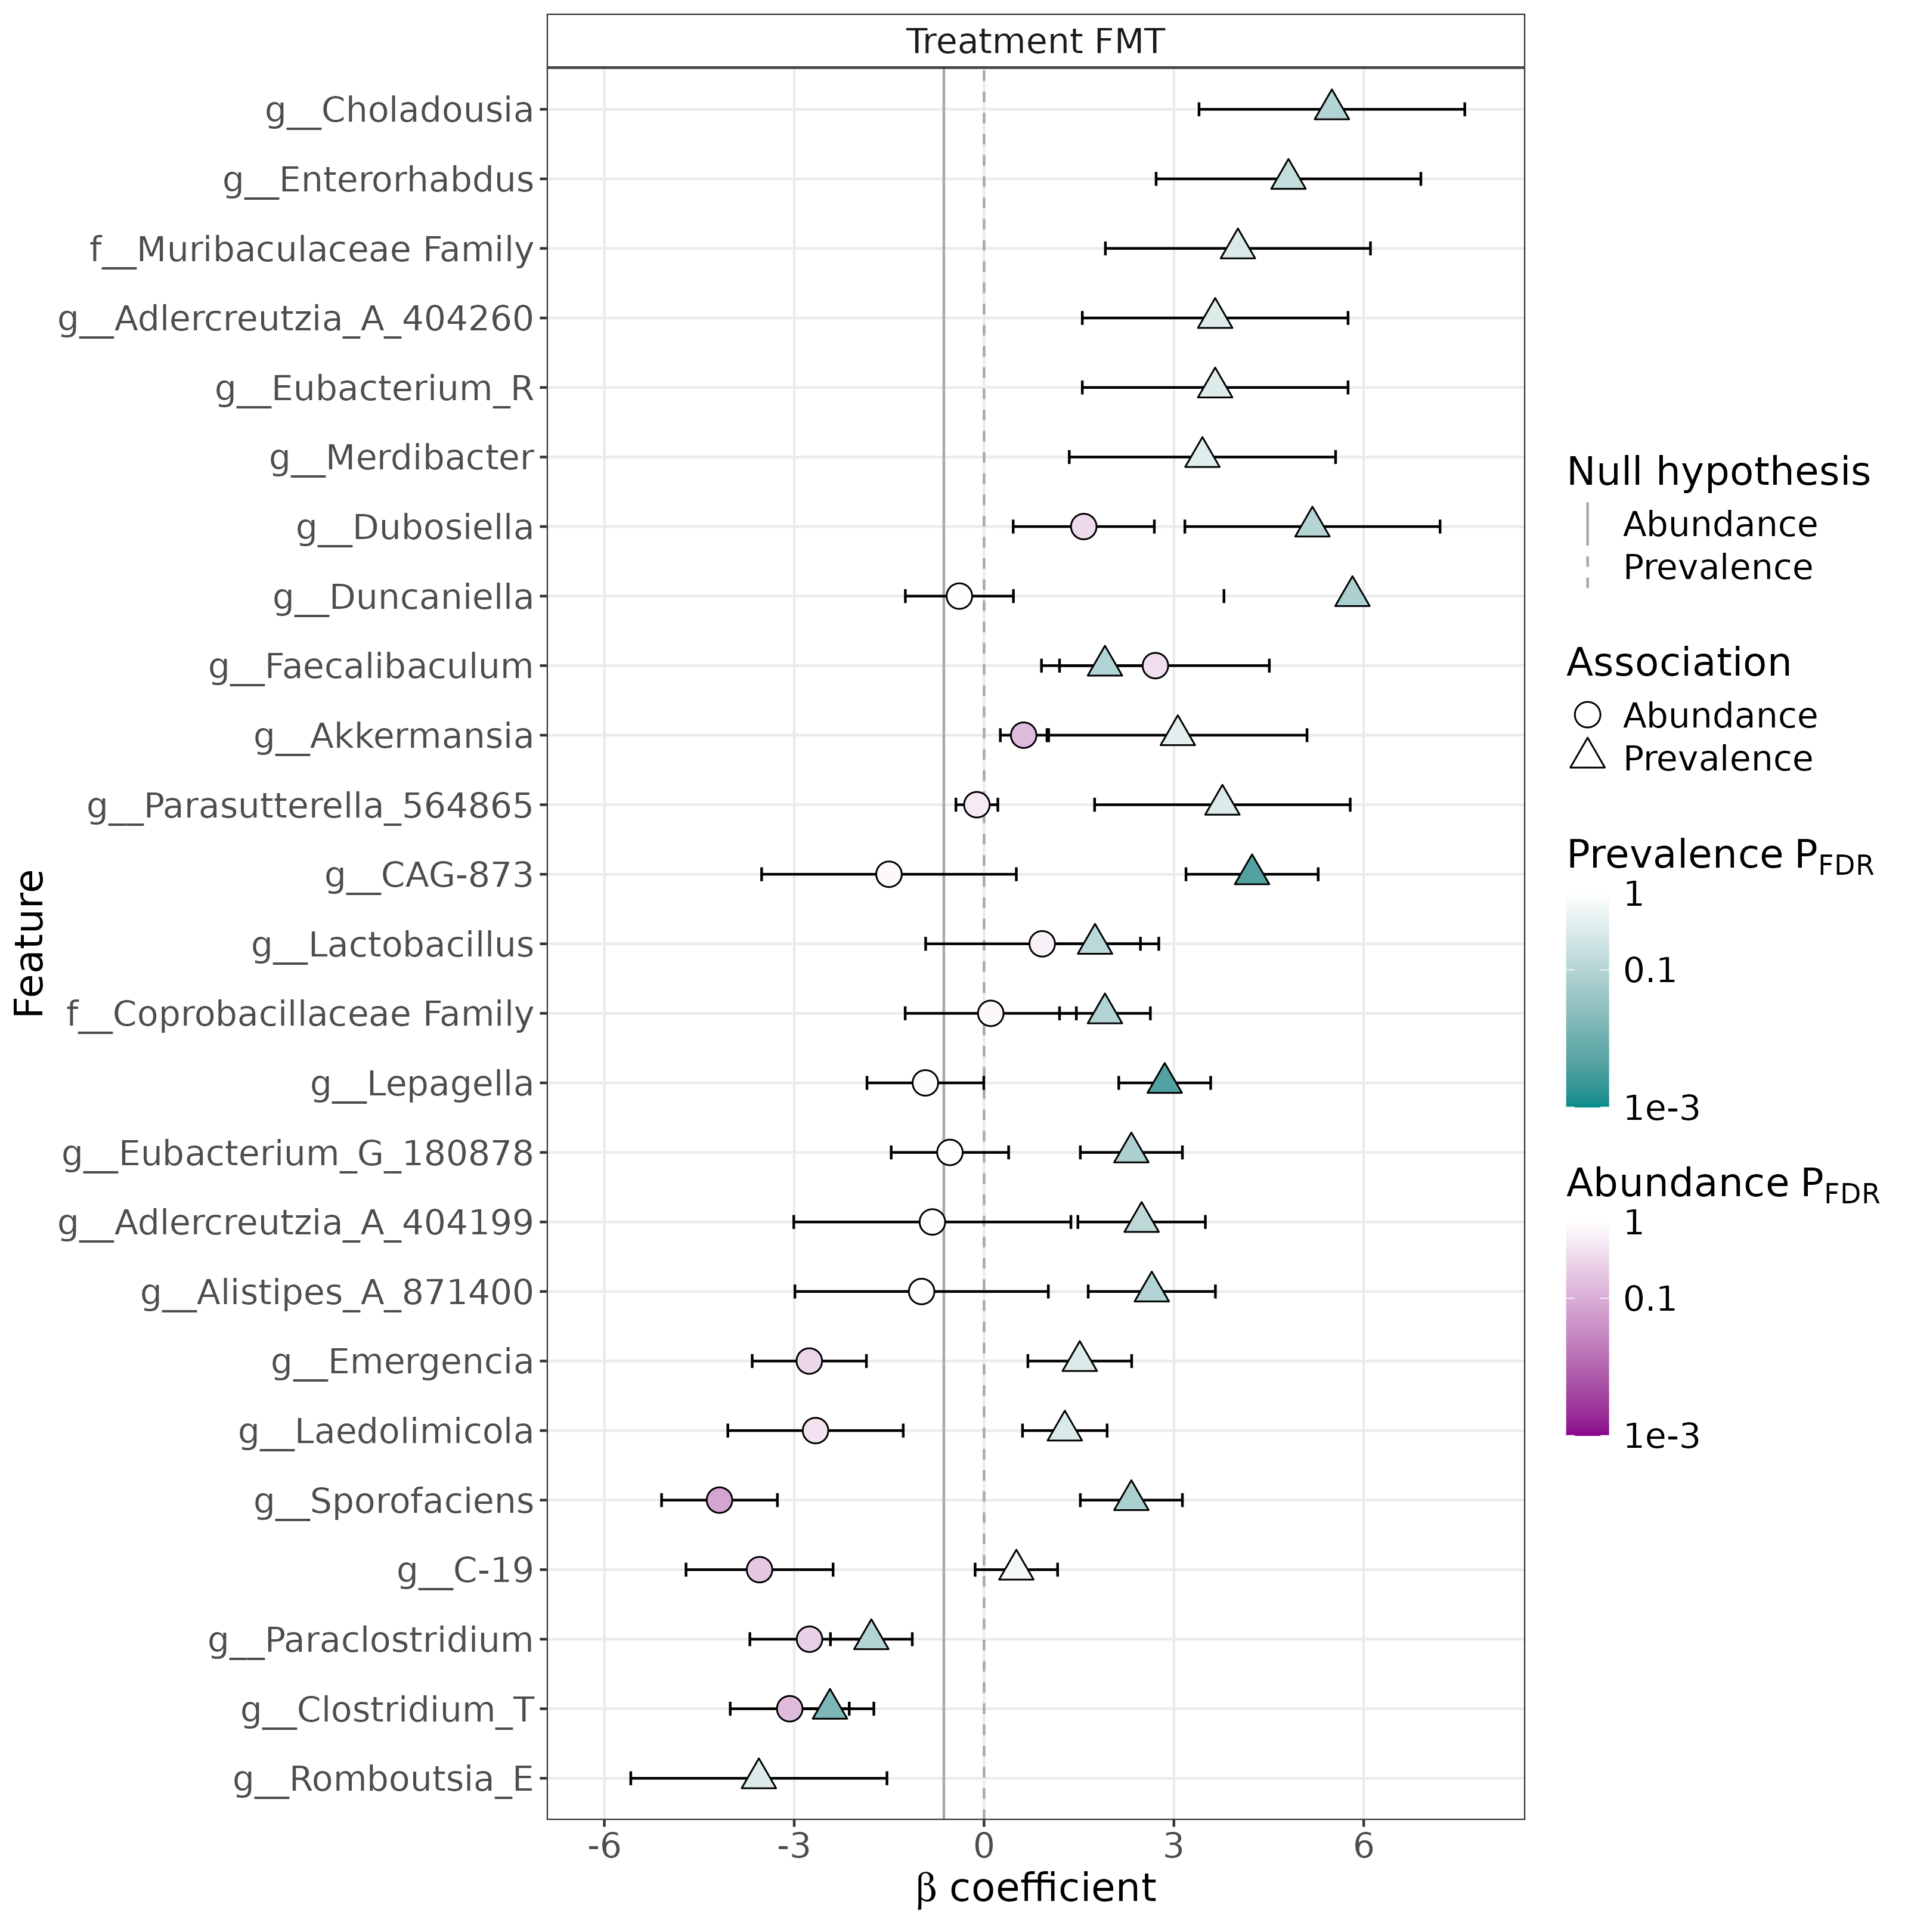 Treatment FMT
g__Choladousia
g__Enterorhabdus
f__Muribaculaceae Family
g__Adlercreutzia_A_404260
g__Eubacterium_R
g__Merdibacter
g__Dubosiella
g__Duncaniella
g__Faecalibaculum
g__Akkermansia
g__Parasutterella_564865
g__CAG-873
g__Lactobacillus
f__Coprobacillaceae Family
g__Lepagella
g__Eubacterium_G_180878
g__Adlercreutzia_A_404199
g__Alistipes_A_871400
g__Emergencia
g__Laedolimicola
g__Sporofaciens
g__C-19
g__Paraclostridium
g__Clostridium_T
g__Romboutsia_E
Feature
-6 -3 0 3 6
β coefficient
Null hypothesis
Abundance
Prevalence
Association
Abundance
Prevalence
Prevalence PFDR
1
0.1
1e-3
Abundance PFDR
1
0.1
1e-3